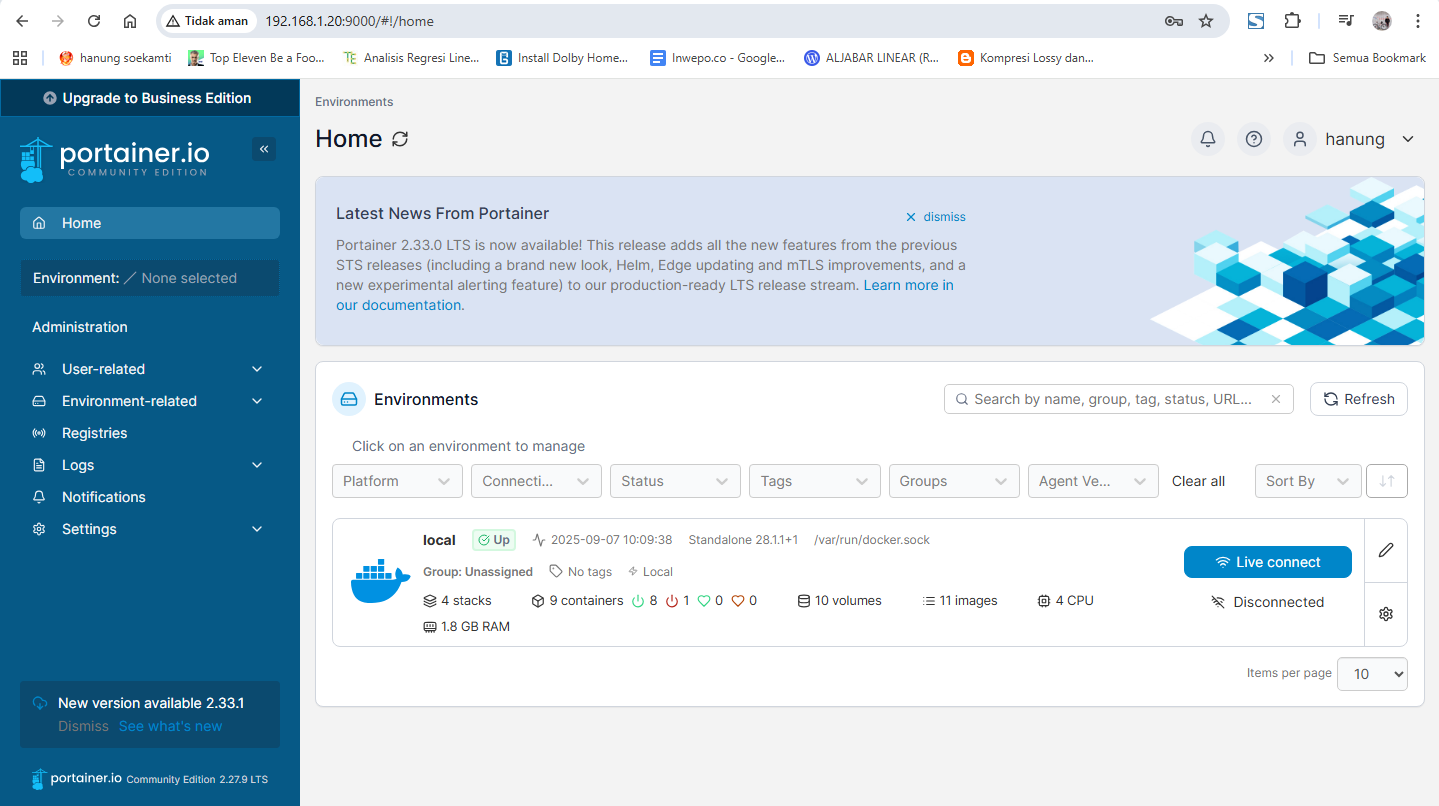 Tidak aman
192.168.1.20:9000/#!/home
hanung soekamti
Top Eleven Be a Foo...
TE Analisis Regresi Line...
Install Dolby Home...
Inwepo.co - Google...
ALJABAR LINEAR (R...
Kompresi Lossy dan...
Semua Bookmark
Upgrade to Business Edition
portainer.io
COMMUNITY EDITION
Home
Environment: / None selected
Administration
User-related
Environment-related
Registries
Logs
Notifications
Settings
New version available 2.33.1
Dismiss See what's new
portainer.io Community Edition 2.27.9 LTS
Environments
Home
hanung
Latest News From Portainer
dismiss
Portainer 2.33.0 LTS is now available! This release adds all the new features from the previous
STS releases (including a brand new look, Helm, Edge updating and mTLS improvements, and a
new experimental alerting feature) to our production-ready LTS release stream. Learn more in
our documentation.
Environments
Search by name, group, tag, status, URL...
Refresh
Click on an environment to manage
Platform
Connecti...
Status
Tags
Groups
Agent Ve...
Clear all
Sort By
local Up 2025-09-07 10:09:38 Standalone 28.1.1+1 /var/run/docker.sock
Group: Unassigned No tags Local
4 stacks 9 containers 8 1 0 0 10 volumes 11 images 4 CPU
1.8 GB RAM
Live connect
Disconnected
Items per page 10